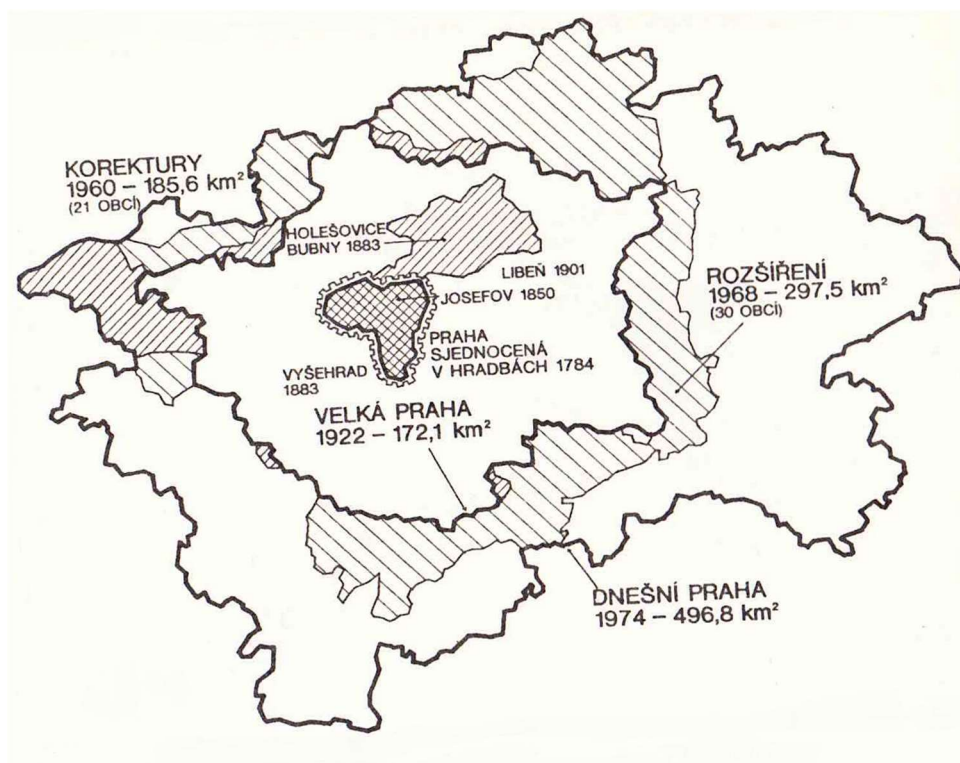 KOREKTURY
1960 – 185,6 km²
(21 OBCÍ)
HOLEŠOVICE
BUBNY 1883
LIBEŇ 1901
JOSEFOV 1850
ROZŠÍŘENÍ
1968 – 297,5 km²
(30 OBCÍ)
PRAHA
SJEDNOCENÁ
V HRADBÁCH 1784
VYŠEHRAD
1883
VELKÁ PRAHA
1922 – 172,1 km²
DNEŠNÍ PRAHA
1974 – 496,8 km²